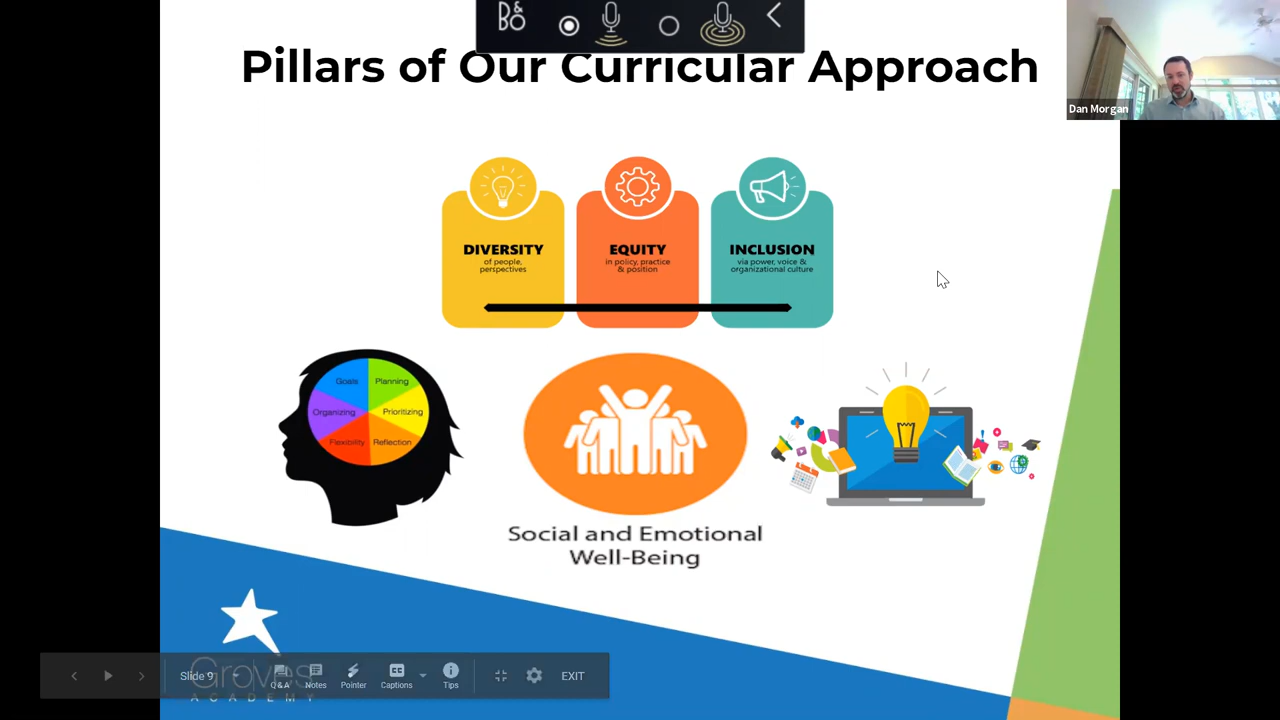 B&O
Pillars of Our Curricular Approach
Dan Morgan
DIVERSITY
of people,
perspectives
EQUITY
in policy, practice
& position
INCLUSION
via power, voice &
organizational culture
Goals
Planning
Organizing
Prioritizing
Flexibility
Reflection
Social and Emotional
Well-Being
Groves
ACADEMY
Slide 9
Q&A
Notes
Pointer
Captions
Tips
EXIT